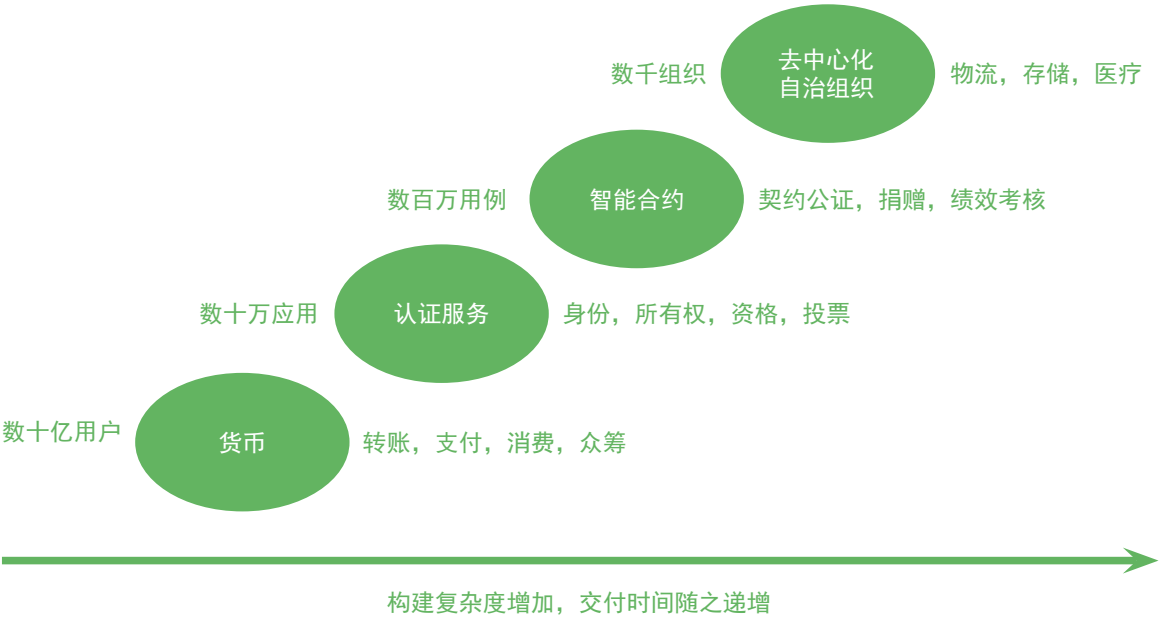 去中心化
自治组织
数千组织
物流，存储，医疗
数百万用例
智能合约
契约公证，捐赠，绩效考核
数十万应用
认证服务
身份，所有权，资格，投票
数十亿用户
货币
转账，支付，消费，众筹
构建复杂度增加，交付时间随之递增